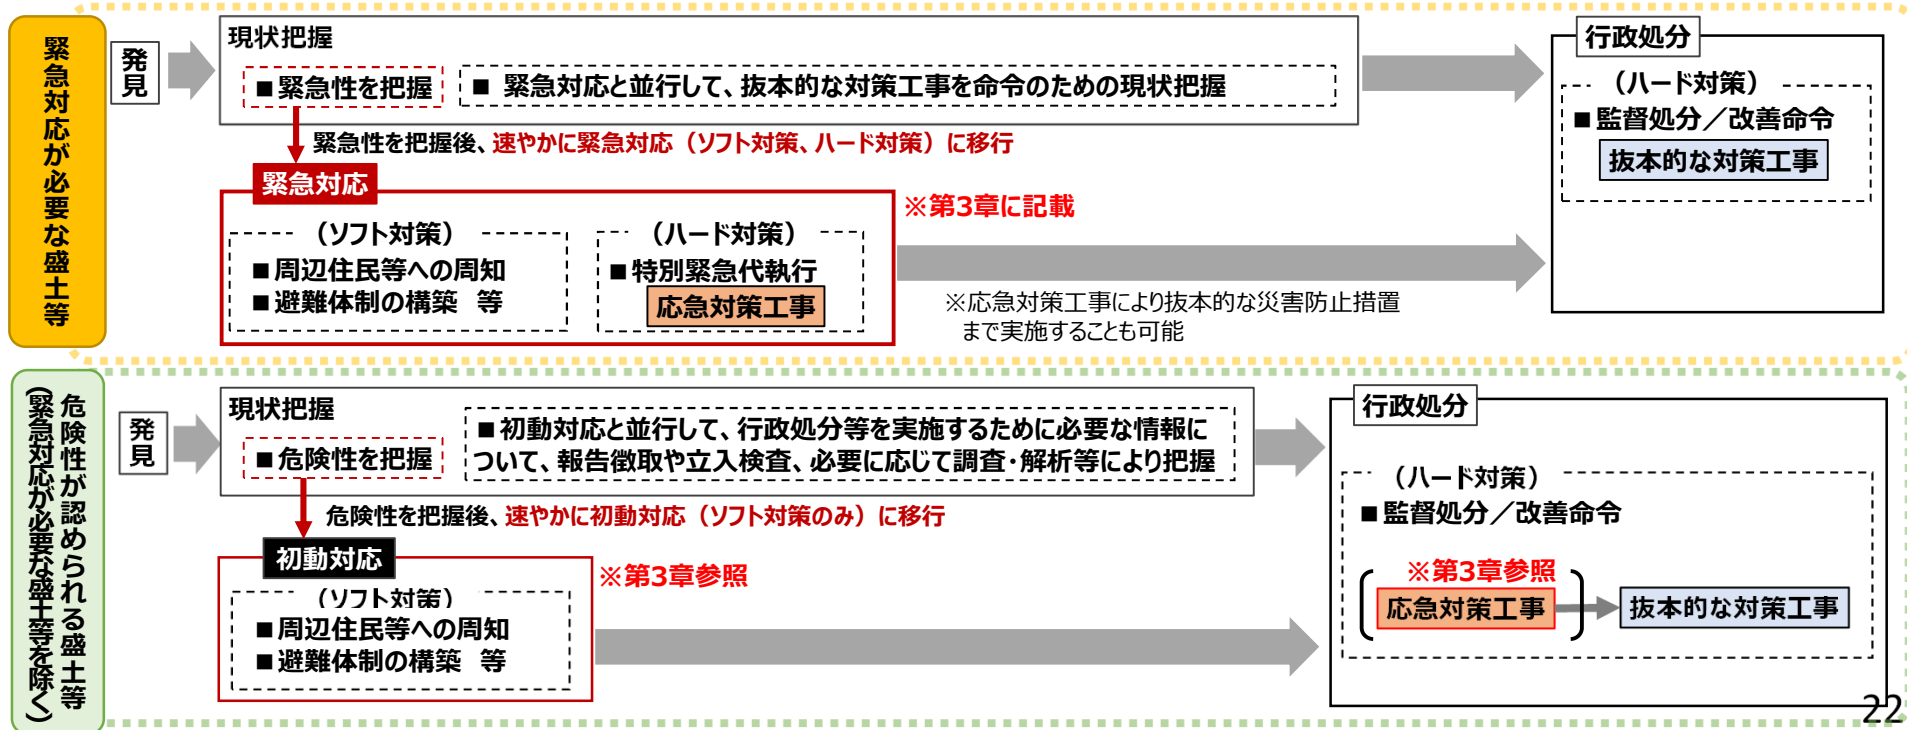 緊急対応が必要な盛土等
発見
現状把握
■緊急性を把握
■ 緊急対応と並行して、抜本的な対策工事を命令のための現状把握
緊急性を把握後、速やかに緊急対応（ソフト対策、ハード対策）に移行
緊急対応
（ソフト対策）
■周辺住民等への周知
■避難体制の構築 等
（ハード対策）
■特別緊急代執行
応急対策工事
※第3章に記載
※応急対策工事により抜本的な災害防止措置
まで実施することも可能
行政処分
（ハード対策）
■監督処分／改善命令
抜本的な対策工事
危険性が認められる盛土等
（緊急対応が必要な盛土等を除く）
発見
現状把握
■危険性を把握
■初動対応と並行して、行政処分等を実施するために必要な情報に
ついて、報告徴取や立入検査、必要に応じて調査・解析等により把握
危険性を把握後、速やかに初動対応（ソフト対策のみ）に移行
初動対応
（ソフト対策）
■周辺住民等への周知
■避難体制の構築 等
※第3章参照
行政処分
（ハード対策）
■監督処分／改善命令
※第3章参照
応急対策工事
抜本的な対策工事
22